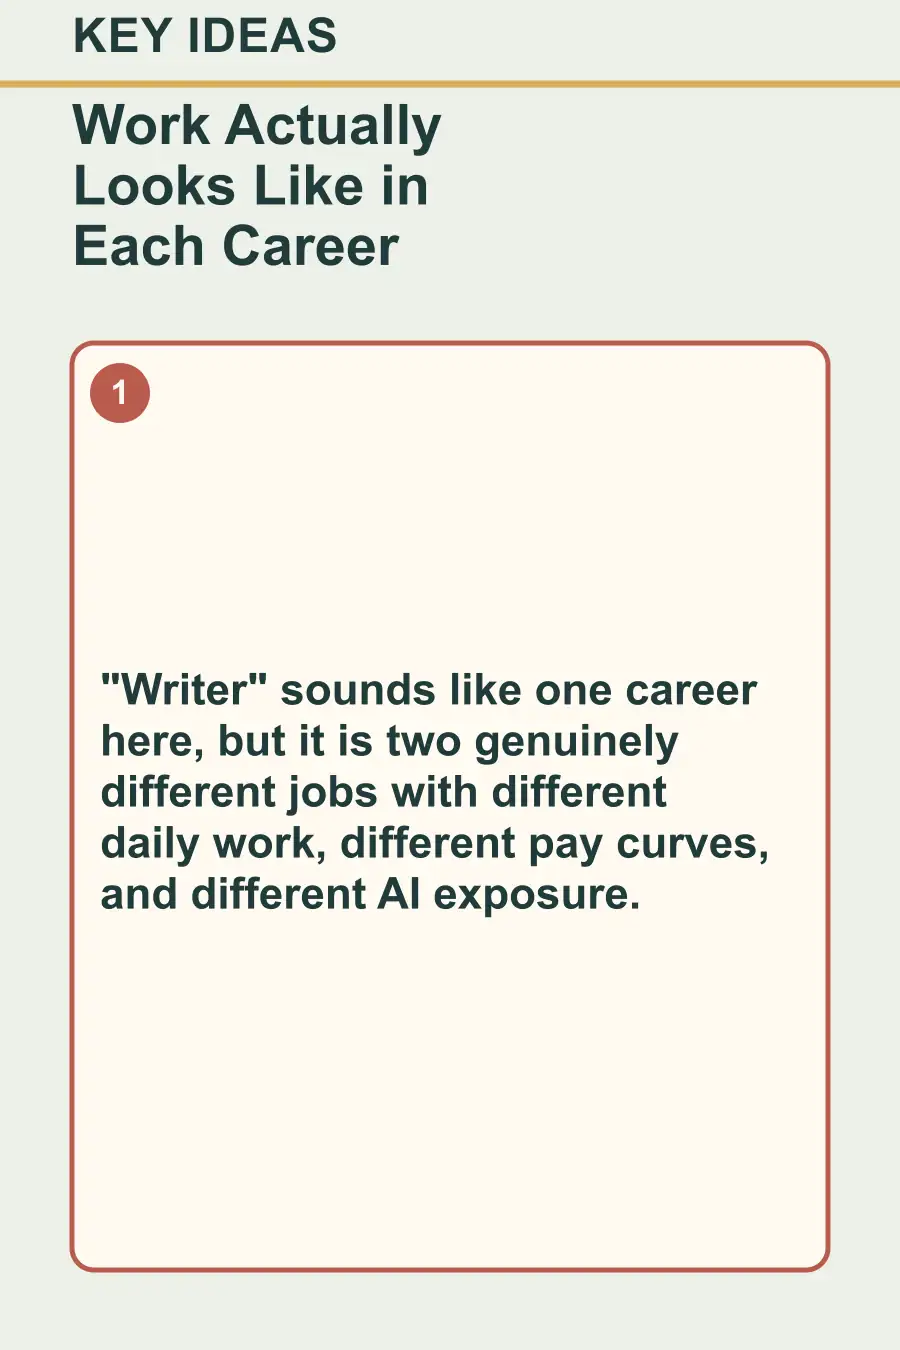 KEY IDEAS
Work Actually
Looks Like in
Each Career
1
"Writer" sounds like one career
here, but it is two genuinely
different jobs with different
daily work, different pay curves,
and different AI exposure.